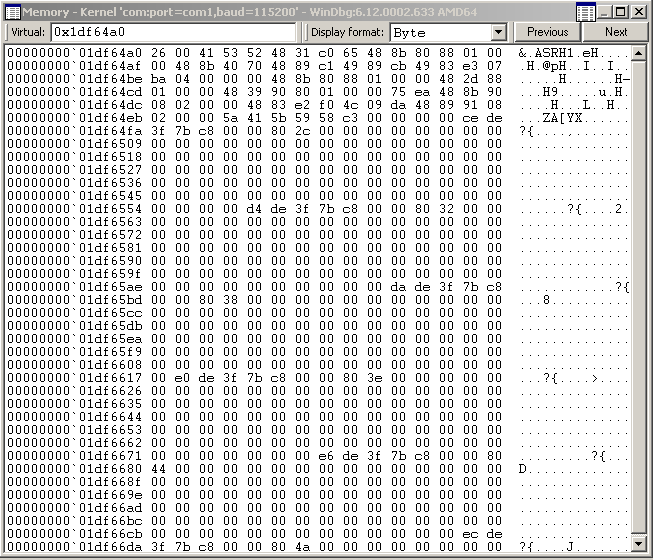 Memory - Kernel 'com:port=com1,baud=115200' - WinDbg:6.12.0002.633 AMD64
Virtual: 0x1df64a0 Display format: Byte Previous Next
00000000`01df64a0 26 00 41 53 52 48 31 c0 65 48 8b 80 88 01 00 &.ASRH1.eH.....
00000000`01df64af 00 48 8b 40 70 48 89 c1 49 89 cb 49 83 e3 07 .H.@pH..I..I...
00000000`01df64be ba 04 00 00 00 48 8b 80 88 01 00 00 48 2d 88 .....H......H-.
00000000`01df64cd 01 00 00 48 39 90 80 01 00 00 75 ea 48 8b 90 ...H9.....u.H..
00000000`01df64dc 08 02 00 00 48 83 e2 f0 4c 09 da 48 89 91 08 ....H...L..H...
00000000`01df64eb 02 00 00 5a 41 5b 59 58 c3 00 00 00 00 ce de ...ZA[YX.......
00000000`01df64fa 3f 7b c8 00 00 80 2c 00 00 00 00 00 00 00 00 ?{....,........
00000000`01df6509 00 00 00 00 00 00 00 00 00 00 00 00 00 00 00 ...............
00000000`01df6518 00 00 00 00 00 00 00 00 00 00 00 00 00 00 00 ...............
00000000`01df6527 00 00 00 00 00 00 00 00 00 00 00 00 00 00 00 ...............
00000000`01df6536 00 00 00 00 00 00 00 00 00 00 00 00 00 00 00 ...............
00000000`01df6545 00 00 00 00 00 00 00 00 00 00 00 00 00 00 00 ...............
00000000`01df6554 00 00 00 00 d4 de 3f 7b c8 00 00 80 32 00 00 ......?{....2..
00000000`01df6563 00 00 00 00 00 00 00 00 00 00 00 00 00 00 00 ...............
00000000`01df6572 00 00 00 00 00 00 00 00 00 00 00 00 00 00 00 ...............
00000000`01df6581 00 00 00 00 00 00 00 00 00 00 00 00 00 00 00 ...............
00000000`01df6590 00 00 00 00 00 00 00 00 00 00 00 00 00 00 00 ...............
00000000`01df659f 00 00 00 00 00 00 00 00 00 00 00 00 00 00 00 ...............
00000000`01df65ae 00 00 00 00 00 00 00 00 00 00 da de 3f 7b c8 ............?{.
00000000`01df65bd 00 00 80 38 00 00 00 00 00 00 00 00 00 00 00 ...8...........
00000000`01df65cc 00 00 00 00 00 00 00 00 00 00 00 00 00 00 00 ...............
00000000`01df65db 00 00 00 00 00 00 00 00 00 00 00 00 00 00 00 ...............
00000000`01df65ea 00 00 00 00 00 00 00 00 00 00 00 00 00 00 00 ...............
00000000`01df65f9 00 00 00 00 00 00 00 00 00 00 00 00 00 00 00 ...............
00000000`01df6608 00 00 00 00 00 00 00 00 00 00 00 00 00 00 00 ...............
00000000`01df6617 00 e0 de 3f 7b c8 00 00 80 3e 00 00 00 00 00 ...?{....>.....
00000000`01df6626 00 00 00 00 00 00 00 00 00 00 00 00 00 00 00 ...............
00000000`01df6635 00 00 00 00 00 00 00 00 00 00 00 00 00 00 00 ...............
00000000`01df6644 00 00 00 00 00 00 00 00 00 00 00 00 00 00 00 ...............
00000000`01df6653 00 00 00 00 00 00 00 00 00 00 00 00 00 00 00 ...............
00000000`01df6662 00 00 00 00 00 00 00 00 00 00 00 00 00 00 00 ...............
00000000`01df6671 00 00 00 00 00 00 00 e6 de 3f 7b c8 00 00 80 .........?{....
00000000`01df6680 44 00 00 00 00 00 00 00 00 00 00 00 00 00 00 D..............
00000000`01df668f 00 00 00 00 00 00 00 00 00 00 00 00 00 00 00 ...............
00000000`01df669e 00 00 00 00 00 00 00 00 00 00 00 00 00 00 00 ...............
00000000`01df66ad 00 00 00 00 00 00 00 00 00 00 00 00 00 00 00 ...............
00000000`01df66bc 00 00 00 00 00 00 00 00 00 00 00 00 00 00 00 ...............
00000000`01df66cb 00 00 00 00 00 00 00 00 00 00 00 00 00 ec de ...............
00000000`01df66da 3f 7b c8 00 00 80 4a 00 00 00 00 00 00 00 00 ?{....J........